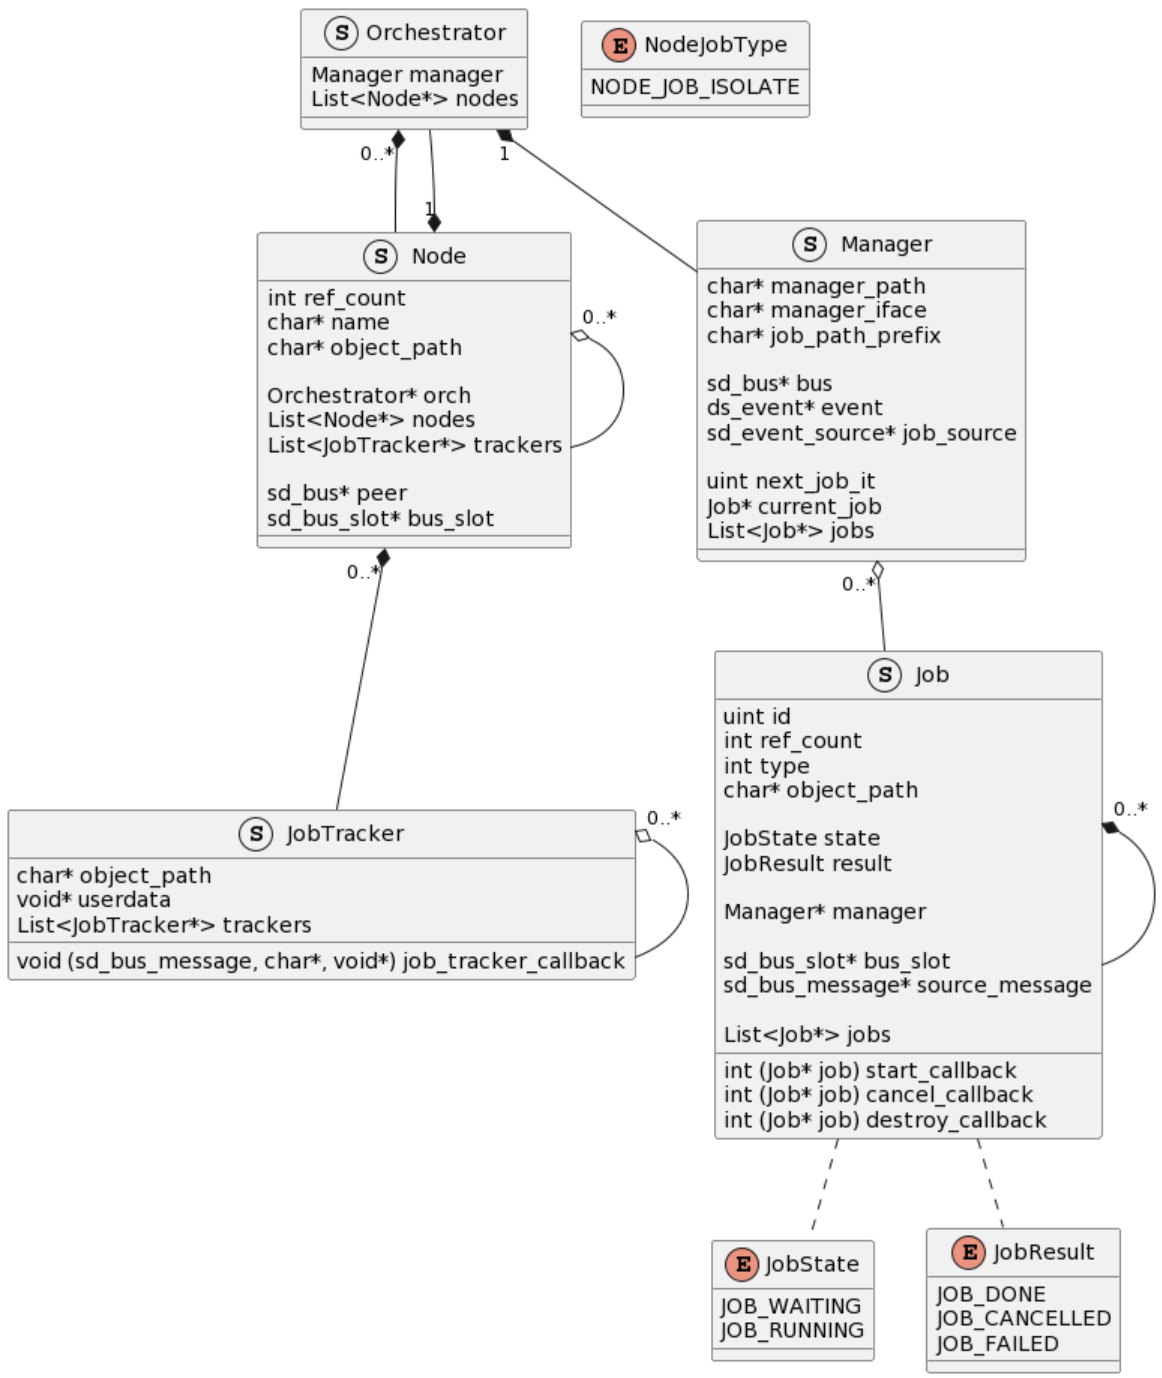 S Orchestrator
Manager manager
List<Node*> nodes
E NodeJobType
NODE_JOB_ISOLATE
0..*
1
1
S Node
int ref_count
char* name
char* object_path
Orchestrator* orch
List<Node*> nodes
List<JobTracker*> trackers
sd_bus* peer
sd_bus_slot* bus_slot
0..*
S Manager
char* manager_path
char* manager_iface
char* job_path_prefix
sd_bus* bus
ds_event* event
sd_event_source* job_source
uint next_job_it
Job* current_job
List<Job*> jobs
0..*
0..*
S Job
uint id
int ref_count
int type
char* object_path
JobState state
JobResult result
Manager* manager
sd_bus_slot* bus_slot
sd_bus_message* source_message
List<Job*> jobs
int (Job* job) start_callback
int (Job* job) cancel_callback
int (Job* job) destroy_callback
0..*
S JobTracker
char* object_path
void* userdata
List<JobTracker*> trackers
void (sd_bus_message, char*, void*) job_tracker_callback
0..*
E JobState
JOB_WAITING
JOB_RUNNING
E JobResult
JOB_DONE
JOB_CANCELLED
JOB_FAILED